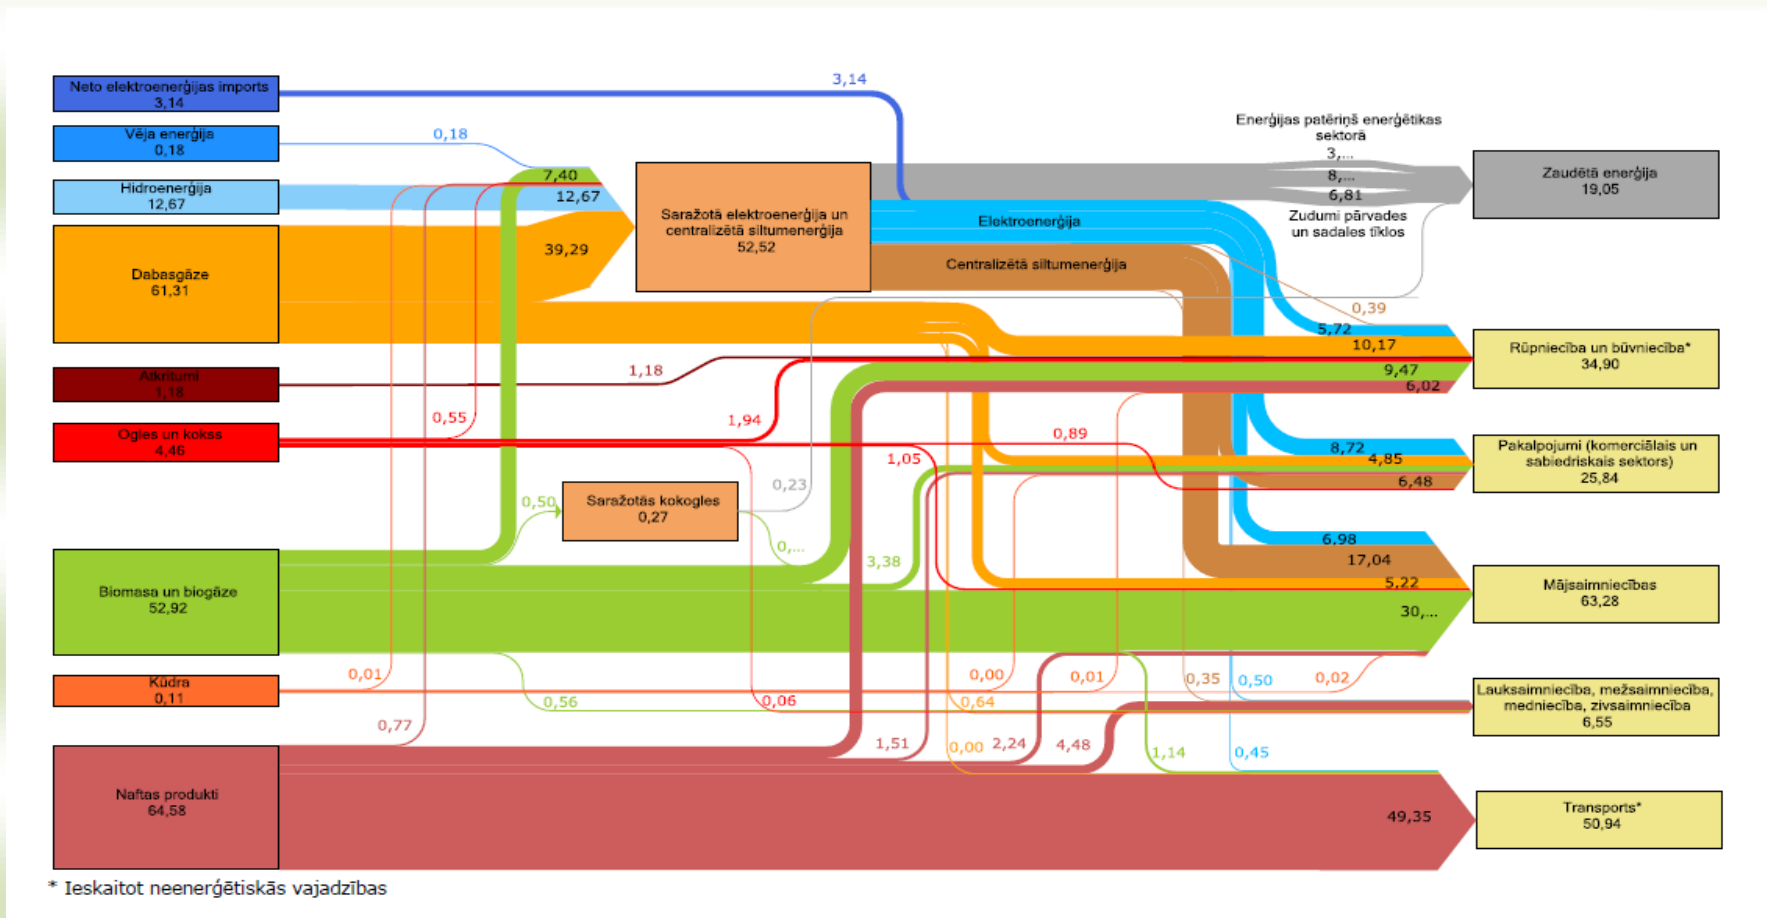 Neto elektroenerģijas imports
3,14
Vēja enerģija
0,18
Hidroenerģija
12,67
Dabasgāze
61,31
Atkritumi
1,18
Ogles un kokss
4,46
Biomasa un biogāze
52,92
Kūdra
0,11
Naftas produkti
64,58
3,14
0,18
7,40
12,67
39,29
Saražotā elektroenerģija un
centralizētā siltumenerģija
52,52
Elektroenerģija
Centralizētā siltumenerģija
Enerģijas patēriņš enerģētikas
sektorā
3,...
8,...
6,81
Zudumi pārvades
un sadales tīklos
Zaudētā enerģija
19,05
0,39
5,72
10,17
9,47
6,02
Rūpniecība un būvniecība*
34,90
1,18
0,55
1,94
1,05
0,89
8,72
4,85
6,48
Pakalpojumi (komerciālais un
sabiedriskais sektors)
25,84
0,50
Saražotās kokogles
0,27
0,23
0,...
3,38
6,98
17,04
5,22
30,...
Mājsaimniecības
63,28
0,01
0,77
0,56
0,06
0,00
0,64
0,01
0,35
0,50
0,02
Lauksaimniecība, mežsaimniecība,
medniecība, zivsaimniecība
6,55
1,51
0,00
2,24
4,48
1,14
0,45
49,35
Transports*
50,94
* Ieskaitot neenerģētiskās vajadzības